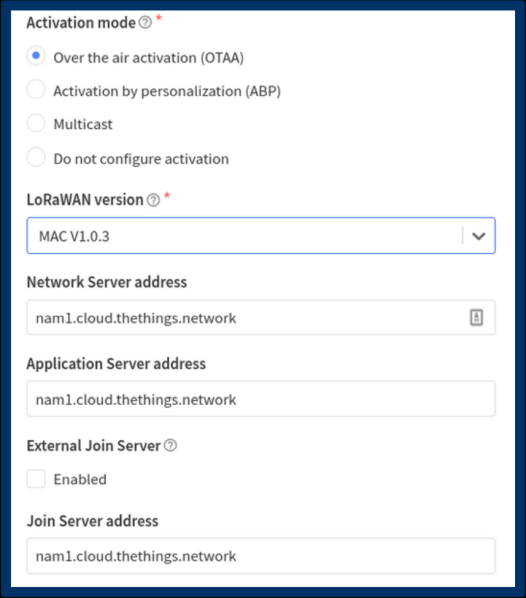 Activation mode ? *
Over the air activation (OTAA)
Activation by personalization (ABP)
Multicast
Do not configure activation
LoRaWAN version ? *
MAC V1.0.3
Network Server address
nam1.cloud.thethings.network
Application Server address
nam1.cloud.thethings.network
External Join Server ?
Enabled
Join Server address
nam1.cloud.thethings.network